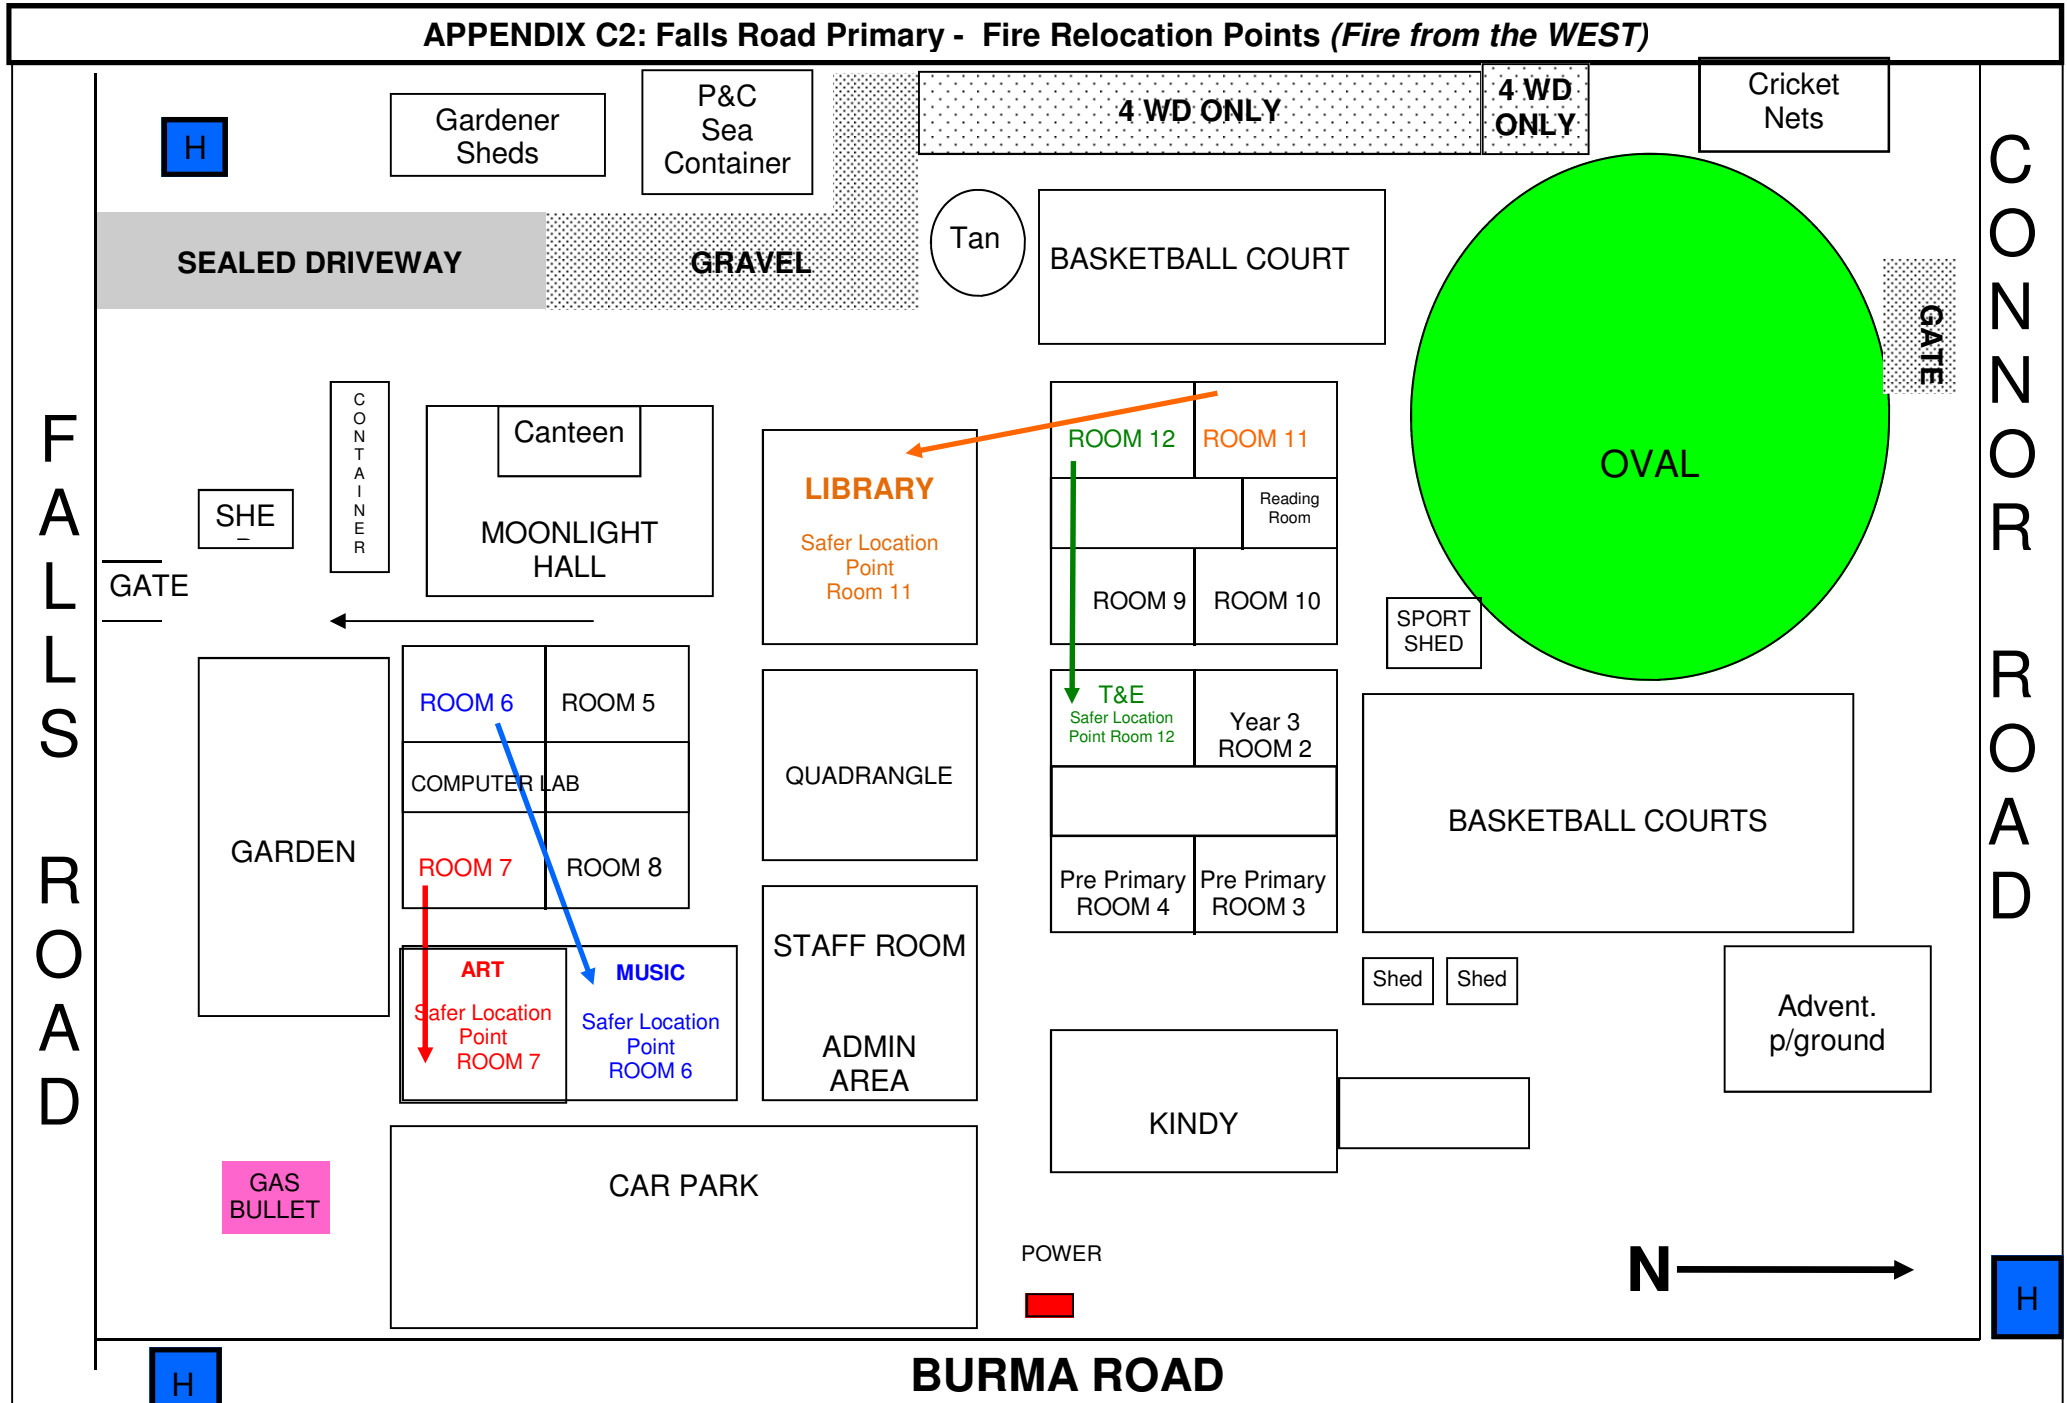 APPENDIX C2: Falls Road Primary - Fire Relocation Points (Fire from the WEST)
H
Gardener
Sheds
P&C
Sea
Container
4 WD ONLY
4 WD
ONLY
Cricket
Nets
SEALED DRIVEWAY
GRAVEL
Tan
BASKETBALL COURT
GATE
CONNOR ROAD
FALLS ROAD
CONTAINER
Canteen
MOONLIGHT
HALL
SHE
GATE
LIBRARY
Safer Location
Point
Room 11
ROOM 12
ROOM 11
Reading
Room
ROOM 9
ROOM 10
OVAL
SPORT
SHED
GARDEN
ROOM 6
ROOM 5
COMPUTER LAB
ROOM 7
ROOM 8
QUADRANGLE
T&E
Safer Location
Point Room 12
Year 3
ROOM 2
Pre Primary
ROOM 4
Pre Primary
ROOM 3
BASKETBALL COURTS
ART
Safer Location
Point
ROOM 7
MUSIC
Safer Location
Point
ROOM 6
STAFF ROOM
ADMIN
AREA
Shed
Shed
Advent.
p/ground
KINDY
GAS
BULLET
CAR PARK
POWER
N
H
H
BURMA ROAD